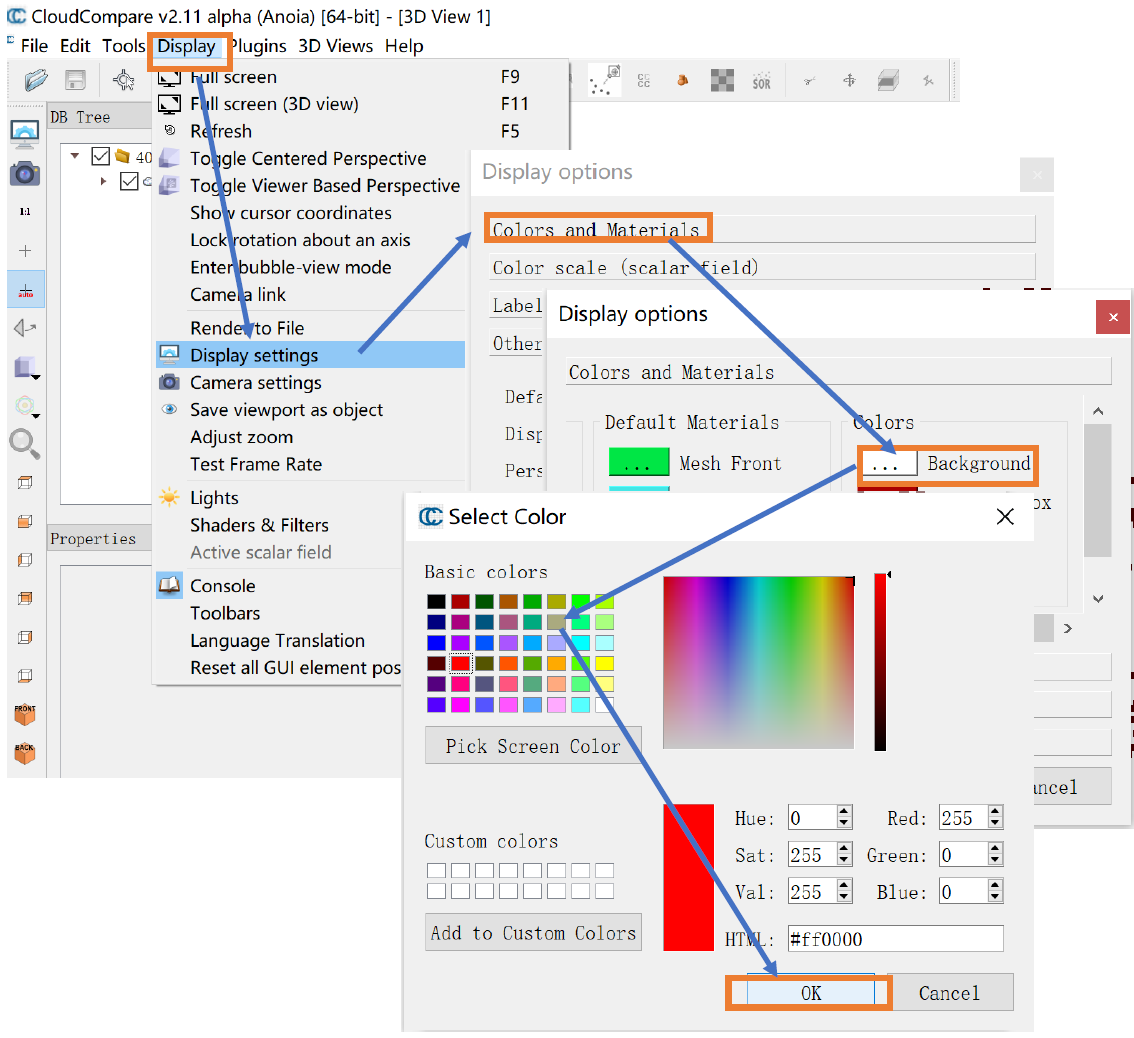 CloudCompare v2.11 alpha (Anoia) [64-bit] - [3D View 1]
File Edit Tools Display Plugins 3D Views Help
Full screen F9
Full screen (3D view) F11
Refresh F5
Toggle Centered Perspective
Toggle Viewer Based Perspective
Show cursor coordinates
Lock rotation about an axis
Enter bubble-view mode
Camera link
Render to File
Display settings
Camera settings
Save viewport as object
Adjust zoom
Test Frame Rate
Lights
Shaders & Filters
Active scalar field
Console
Toolbars
Language Translation
Reset all GUI element pos
CC
CC
SOR
DB Tree
40
1:1
auto
Properties
FRONT
BACK
Display options
Colors and Materials
Color scale (scalar field)
Label
Other
Defa
Disp
Pers
Display options
Colors and Materials
Default Materials
... Mesh Front
Colors
... Background
ox
ancel
Select Color
Basic colors
Pick Screen Color
Custom colors
Add to Custom Colors
Hue: 0 Red: 255
Sat: 255 Green: 0
Val: 255 Blue: 0
HTML: #ff0000
OK Cancel